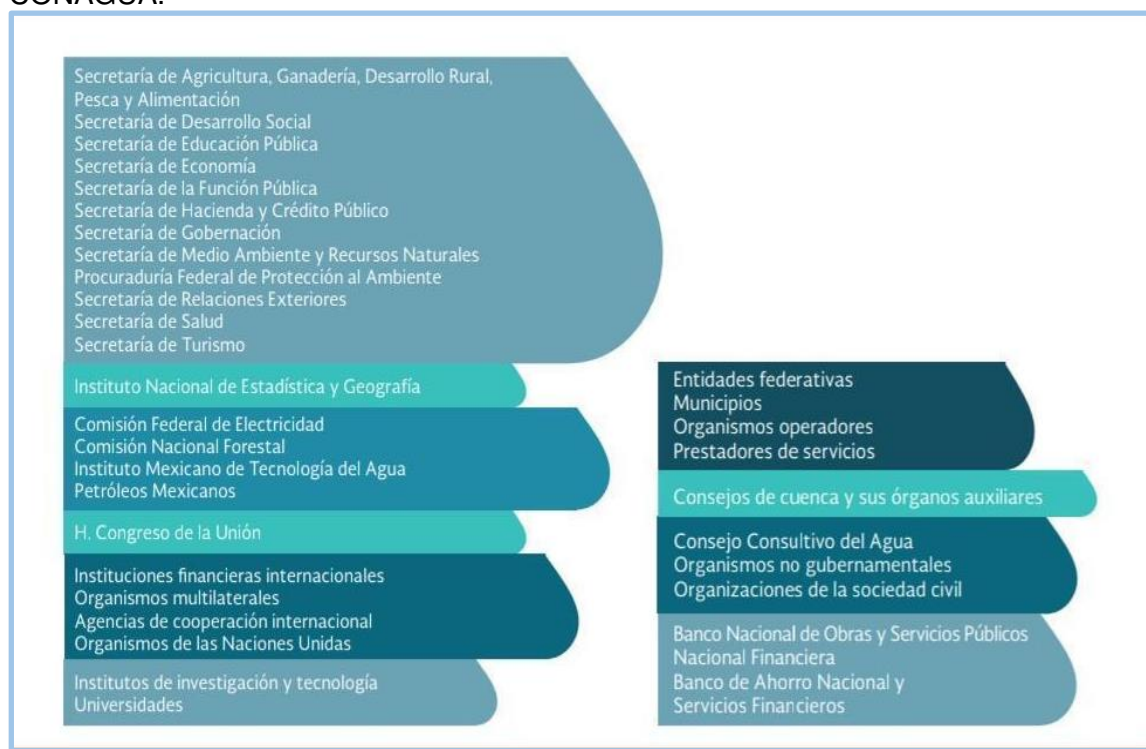 CONAGUA.
Secretaría de Agricultura, Ganadería, Desarrollo Rural,
Pesca y Alimentación
Secretaría de Desarrollo Social
Secretaría de Educación Pública
Secretaría de Economía
Secretaría de la Función Pública
Secretaría de Hacienda y Crédito Público
Secretaría de Gobernación
Secretaría de Medio Ambiente y Recursos Naturales
Procuraduría Federal de Protección al Ambiente
Secretaría de Relaciones Exteriores
Secretaría de Salud
Secretaría de Turismo
Instituto Nacional de Estadística y Geografía
Comisión Federal de Electricidad
Comisión Nacional Forestal
Instituto Mexicano de Tecnología del Agua
Petróleos Mexicanos
H. Congreso de la Unión
Instituciones financieras internacionales
Organismos multilaterales
Agencias de cooperación internacional
Organismos de las Naciones Unidas
Institutos de investigación y tecnología
Universidades
Entidades federativas
Municipios
Organismos operadores
Prestadores de servicios
Consejos de cuenca y sus órganos auxiliares
Consejo Consultivo del Agua
Organismos no gubernamentales
Organizaciones de la sociedad civil
Banco Nacional de Obras y Servicios Públicos
Nacional Financiera
Banco de Ahorro Nacional y
Servicios Financieros